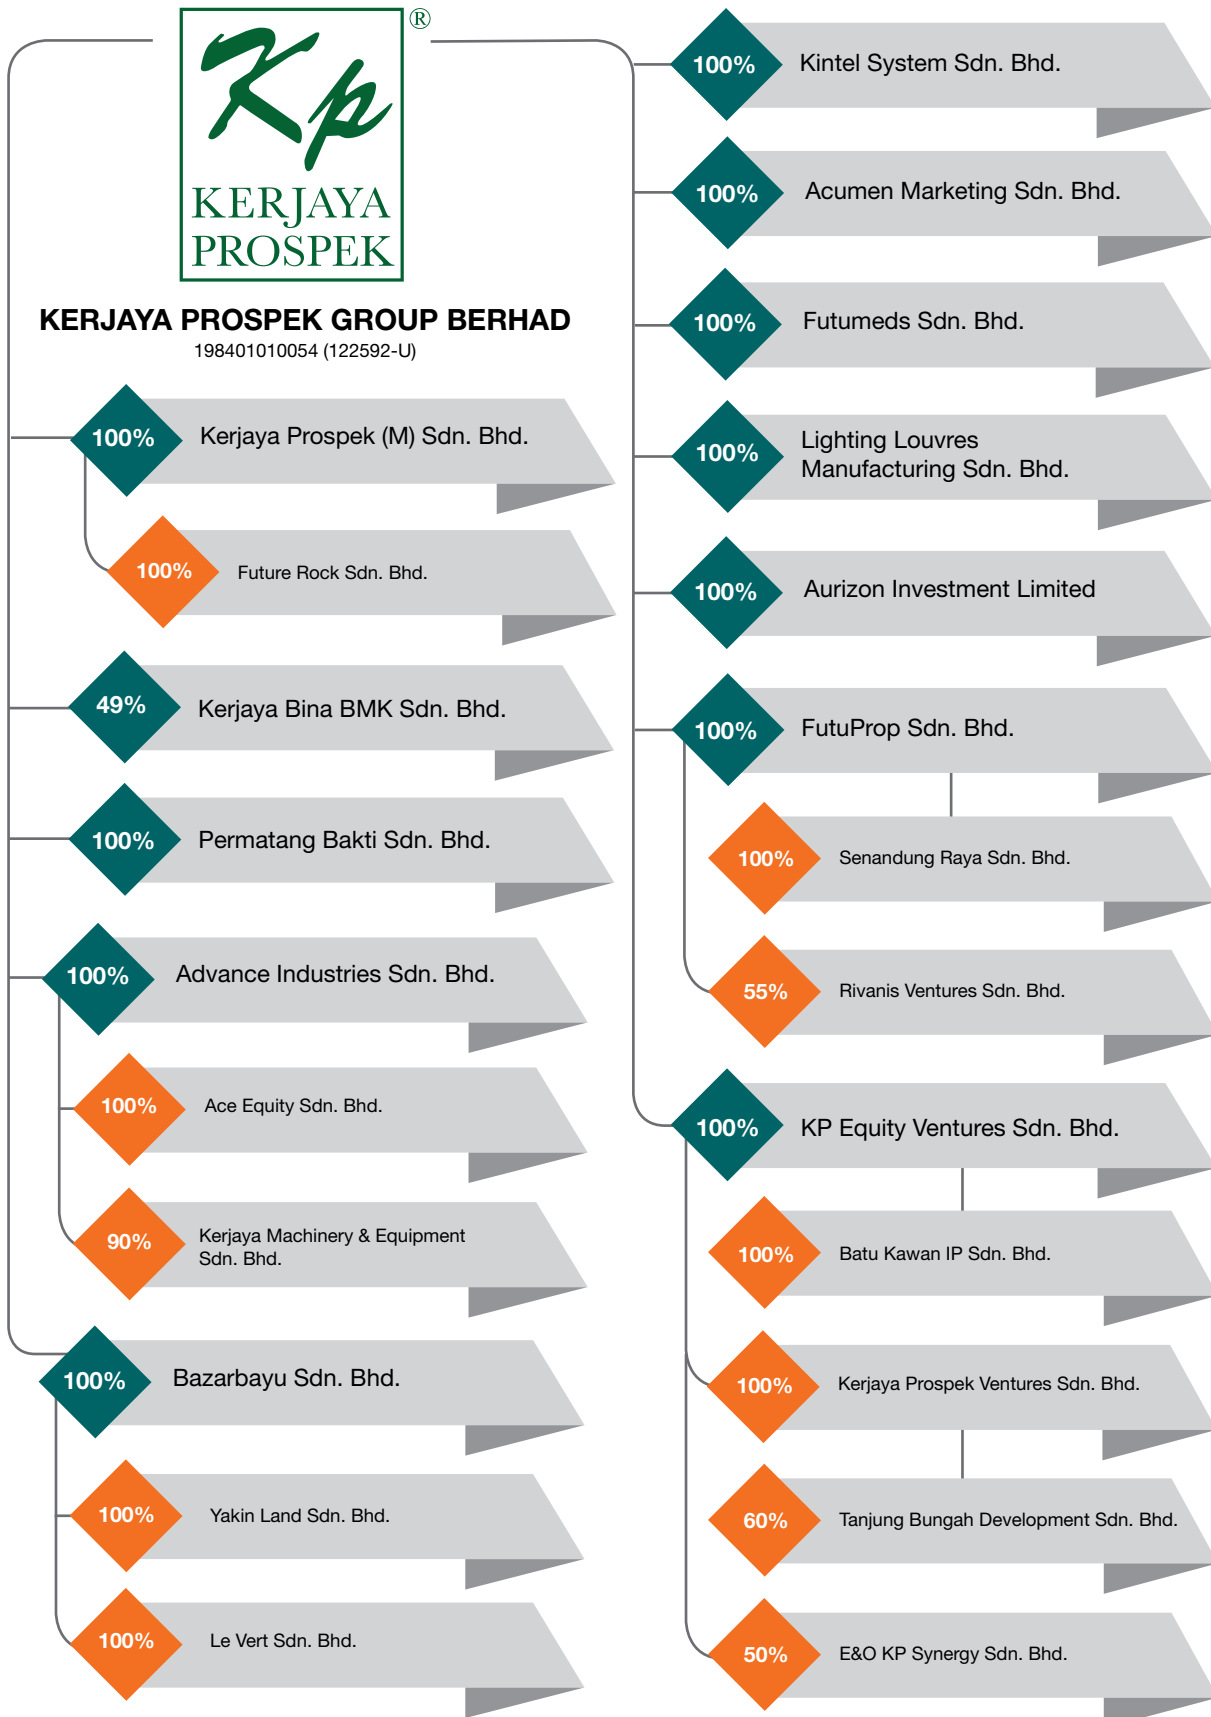 Kp
®
KERJAYA
PROSPEK
KERJAYA PROSPEK GROUP BERHAD
198401010054 (122592-U)
100%
Kerjaya Prospek (M) Sdn. Bhd.
100%
Future Rock Sdn. Bhd.
49%
Kerjaya Bina BMK Sdn. Bhd.
100%
Permatang Bakti Sdn. Bhd.
100%
Advance Industries Sdn. Bhd.
100%
Ace Equity Sdn. Bhd.
90%
Kerjaya Machinery & Equipment
Sdn. Bhd.
100%
Bazarbayu Sdn. Bhd.
100%
Yakin Land Sdn. Bhd.
100%
Le Vert Sdn. Bhd.
100%
Kintel System Sdn. Bhd.
100%
Acumen Marketing Sdn. Bhd.
100%
Futumeds Sdn. Bhd.
100%
Lighting Louvres
Manufacturing Sdn. Bhd.
100%
Aurizon Investment Limited
100%
FutuProp Sdn. Bhd.
100%
Senandung Raya Sdn. Bhd.
55%
Rivanis Ventures Sdn. Bhd.
100%
KP Equity Ventures Sdn. Bhd.
100%
Batu Kawan IP Sdn. Bhd.
100%
Kerjaya Prospek Ventures Sdn. Bhd.
60%
Tanjung Bungah Development Sdn. Bhd.
50%
E&O KP Synergy Sdn. Bhd.